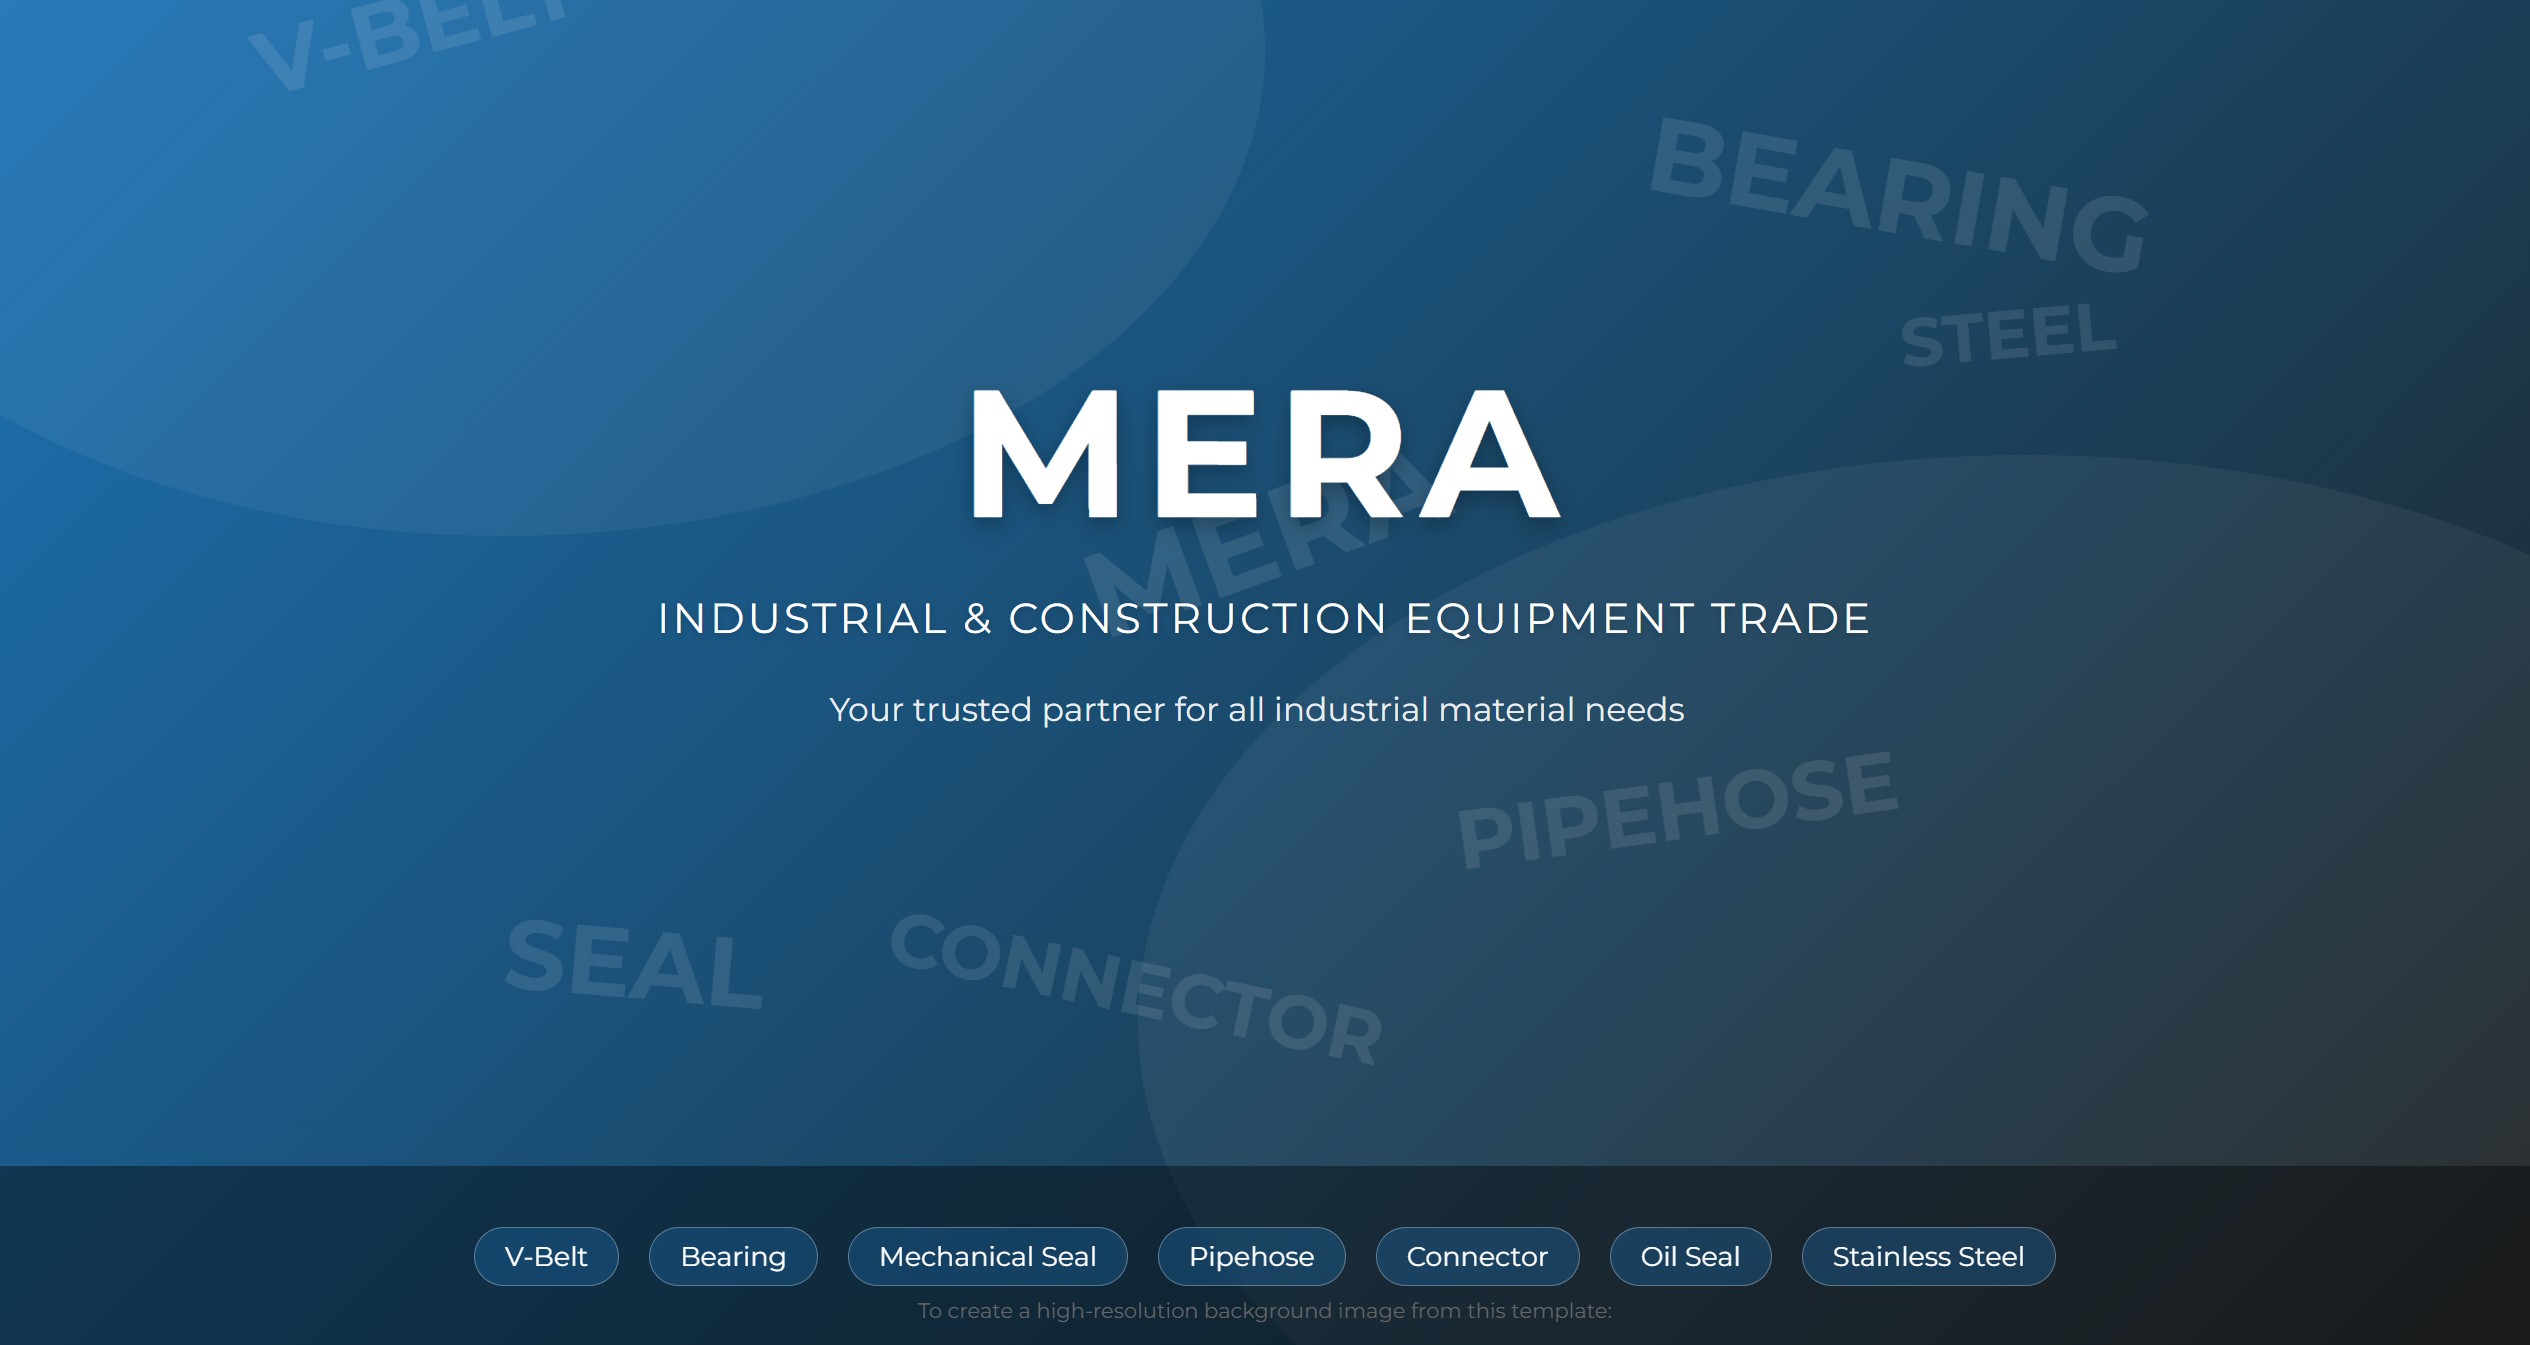 V-BELT
BEARING
STEEL
MERA
MERA
INDUSTRIAL & CONSTRUCTION EQUIPMENT TRADE
Your trusted partner for all industrial material needs
PIPEHOSE
SEAL
CONNECTOR
V-Belt
Bearing
Mechanical Seal
Pipehose
Connector
Oil Seal
Stainless Steel
To create a high-resolution background image from this template: